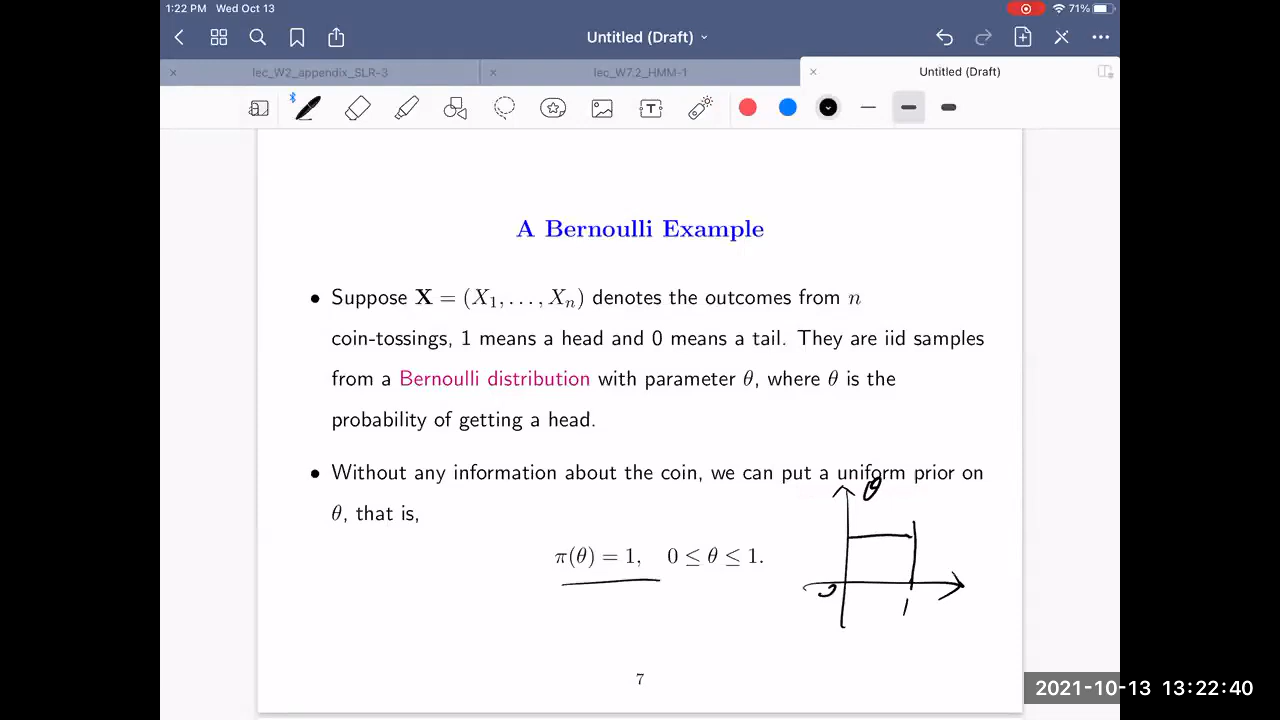 1:22 PM Wed Oct 13
71%
Untitled (Draft)
lec_W2_appendix_SLR-3
lec_W7.2_HMM-1
Untitled (Draft)
A Bernoulli Example
• Suppose X = (X₁, . . . , Xₙ) denotes the outcomes from n
coin-tossings, 1 means a head and 0 means a tail. They are iid samples
from a Bernoulli distribution with parameter θ, where θ is the
probability of getting a head.
• Without any information about the coin, we can put a uniform prior on
θ, that is,
π(θ) = 1, 0 ≤ θ ≤ 1.
θ
0 1
7
2021-10-13 13:22:40